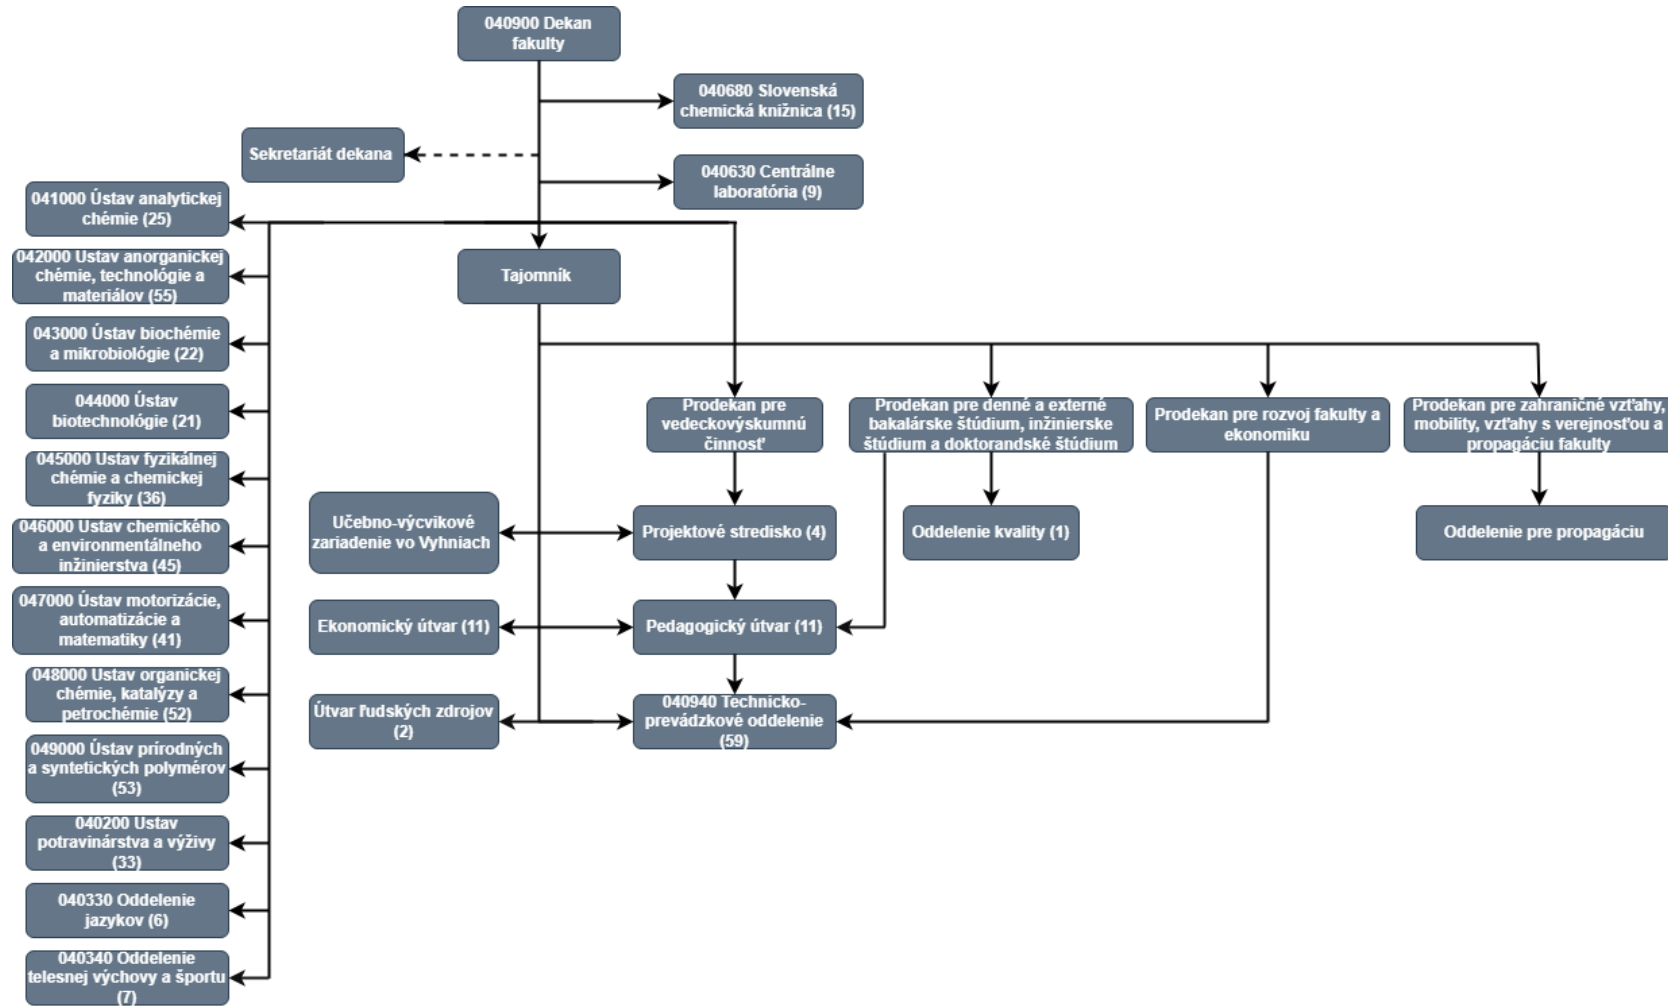 040900 Dekan
fakulty
040680 Slovenská
chemická knižnica (15)
Sekretariát dekana
040630 Centrálne
laboratória (9)
041000 Ústav analytickej
chémie (25)
042000 Ustav anorganickej
chémie, technológie a
materiálov (55)
Tajomník
043000 Ústav biochémie
a mikrobiológie (22)
044000 Ústav
biotechnológie (21)
Prodekan pre
vedeckovýskumnú
činnosť
Prodekan pre denné a externé
bakalárske štúdium, inžinierske
štúdium a doktorandské štúdium
Prodekan pre rozvoj fakulty a
ekonomiku
Prodekan pre zahraničné vzťahy,
mobility, vzťahy s verejnosťou a
propagáciu fakulty
045000 Ustav fyzikálnej
chémie a chemickej
fyziky (36)
046000 Ustav chemického
a environmentálneho
inžinierstva (45)
Učebno-výcvikové
zariadenie vo Vyhniach
Projektové stredisko (4)
Oddelenie kvality (1)
Oddelenie pre propagáciu
047000 Ústav motorizácie,
automatizácie a
matematiky (41)
Ekonomický útvar (11)
Pedagogický útvar (11)
048000 Ustav organickej
chémie, katalýzy a
petrochémie (52)
Útvar ľudských zdrojov
(2)
040940 Technicko-
prevádzkové oddelenie
(59)
049000 Ústav prírodných
a syntetických polymérov
(53)
040200 Ustav
potravinárstva a výživy
(33)
040330 Oddelenie
jazykov (6)
040340 Oddelenie
telesnej výchovy a športu
(7)